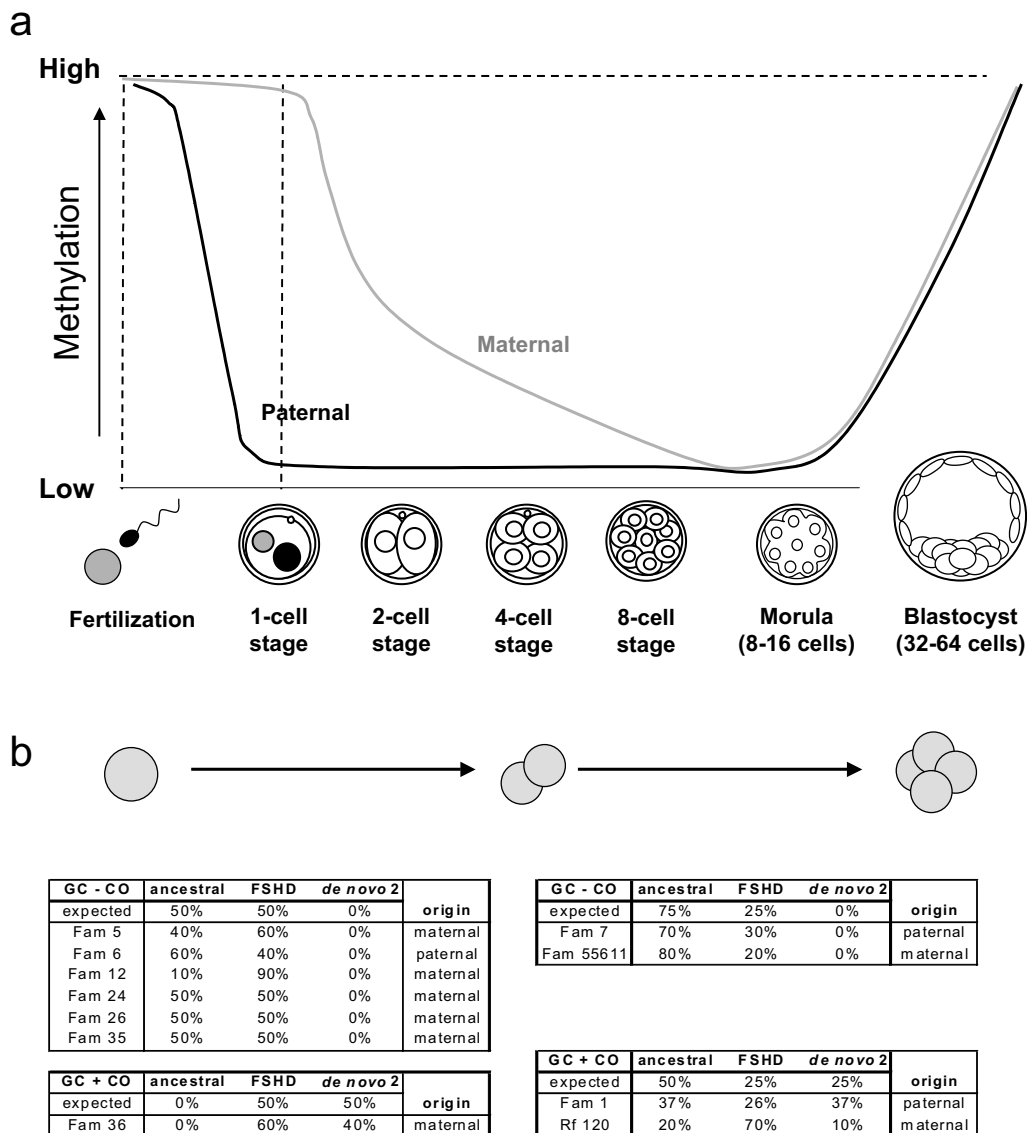 a
High
Methylation
Maternal
Paternal
Low
Fertilization
1-cell stage
2-cell stage
4-cell stage
8-cell stage
Morula (8-16 cells)
Blastocyst (32-64 cells)
b
GC - CO ancestral FSHD de novo 2
expected 50% 50% 0% origin
Fam 5 40% 60% 0% maternal
Fam 6 60% 40% 0% paternal
Fam 12 10% 90% 0% maternal
Fam 24 50% 50% 0% maternal
Fam 26 50% 50% 0% maternal
Fam 35 50% 50% 0% maternal
GC + CO ancestral FSHD de novo 2
expected 0% 50% 50% origin
Fam 36 0% 60% 40% maternal
GC - CO ancestral FSHD de novo 2
expected 75% 25% 0% origin
Fam 7 70% 30% 0% paternal
Fam 55611 80% 20% 0% maternal
GC + CO ancestral FSHD de novo 2
expected 50% 25% 25% origin
Fam 1 37% 26% 37% paternal
Rf 120 20% 70% 10% maternal